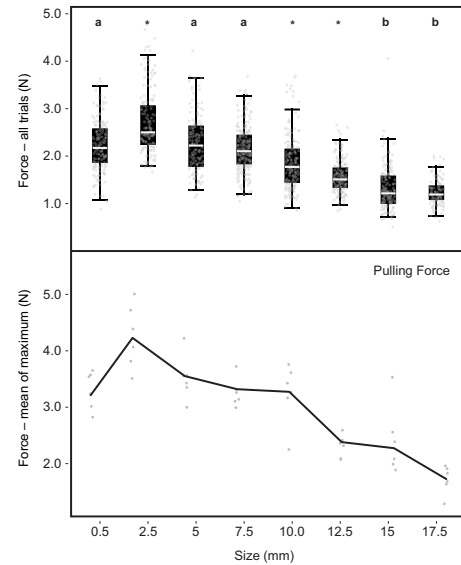 5.0
a * a a * * b b
4.0
3.0
2.0
1.0
Force – all trials (N)
Pulling Force
5.0
4.0
3.0
2.0
Force – mean of maximum (N)
0.5 2.5 5 7.5 10.0 12.5 15 17.5
Size (mm)